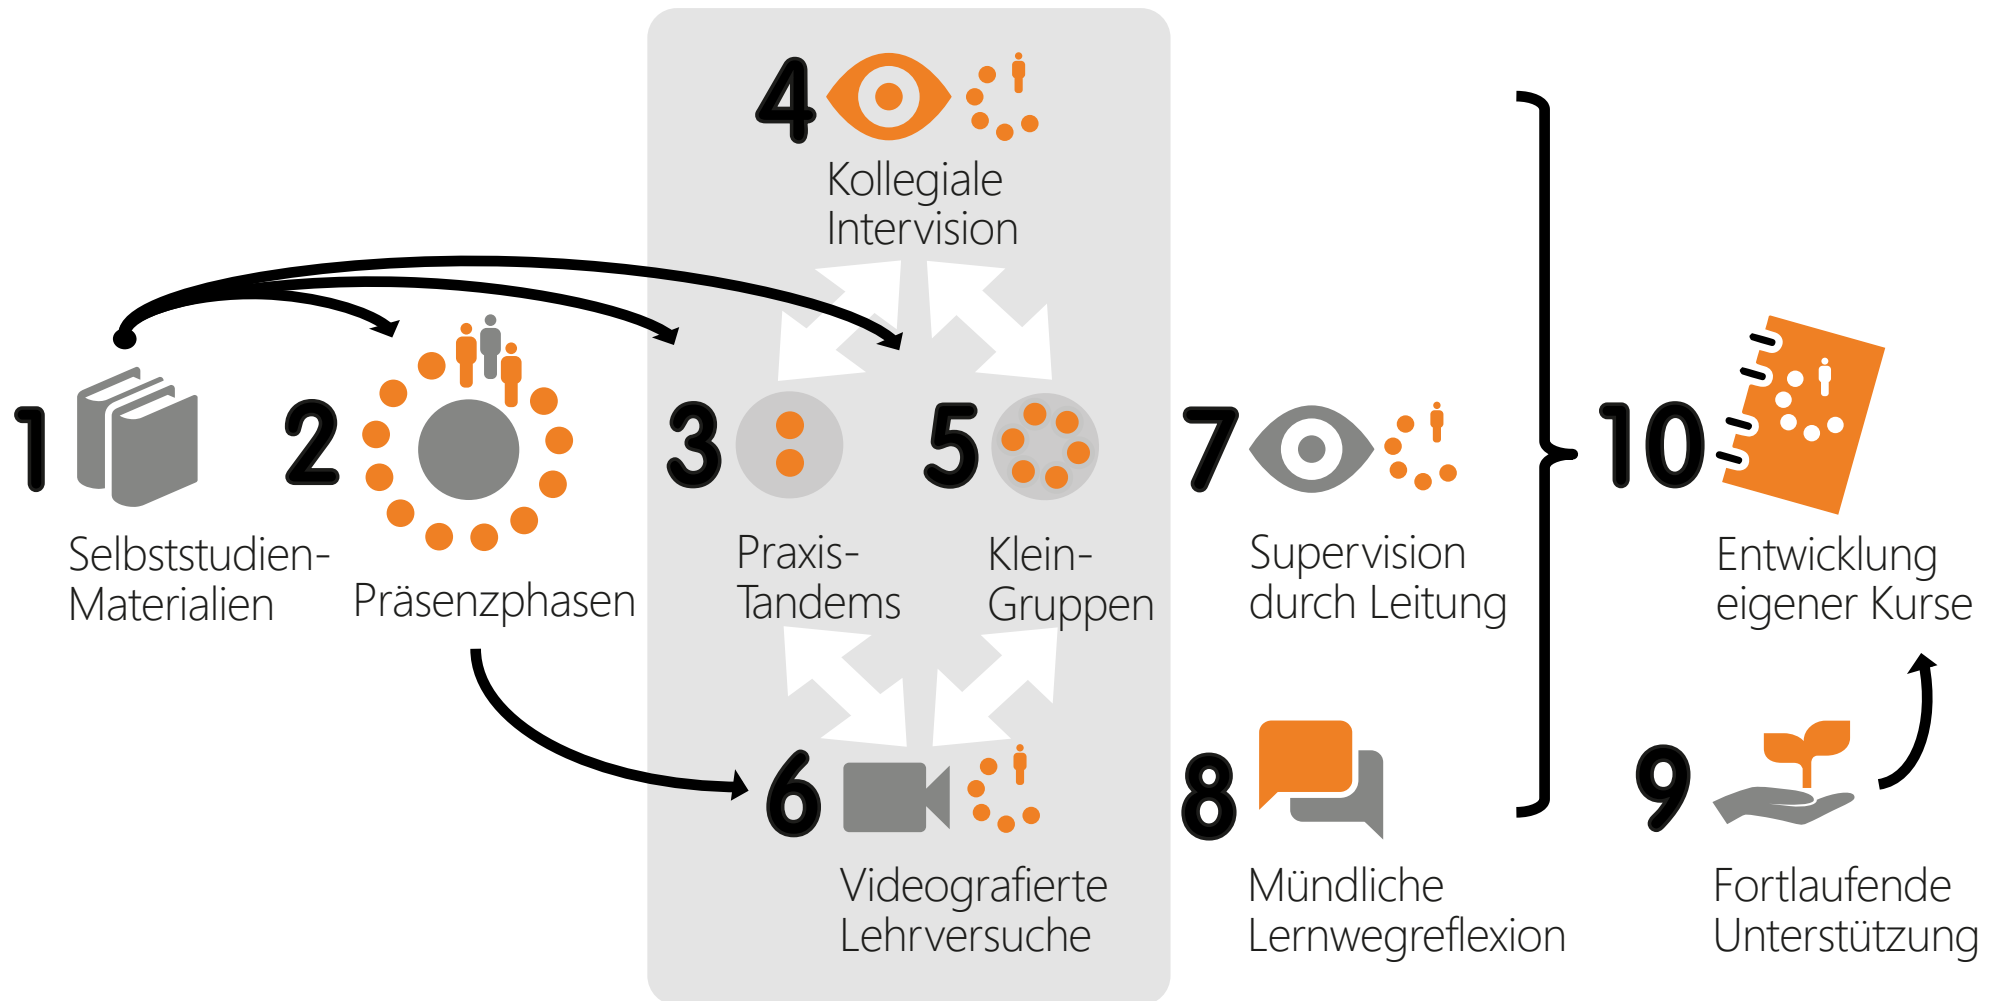 1
Selbststudien-
Materialien
2
Präsenzphasen
3
Praxis-
Tandems
4
Kollegiale
Intervision
5
Klein-
Gruppen
6
Videografierte
Lehrversuche
7
Supervision
durch Leitung
8
Mündliche
Lernwegreflexion
9
Fortlaufende
Unterstützung
10
Entwicklung
eigener Kurse